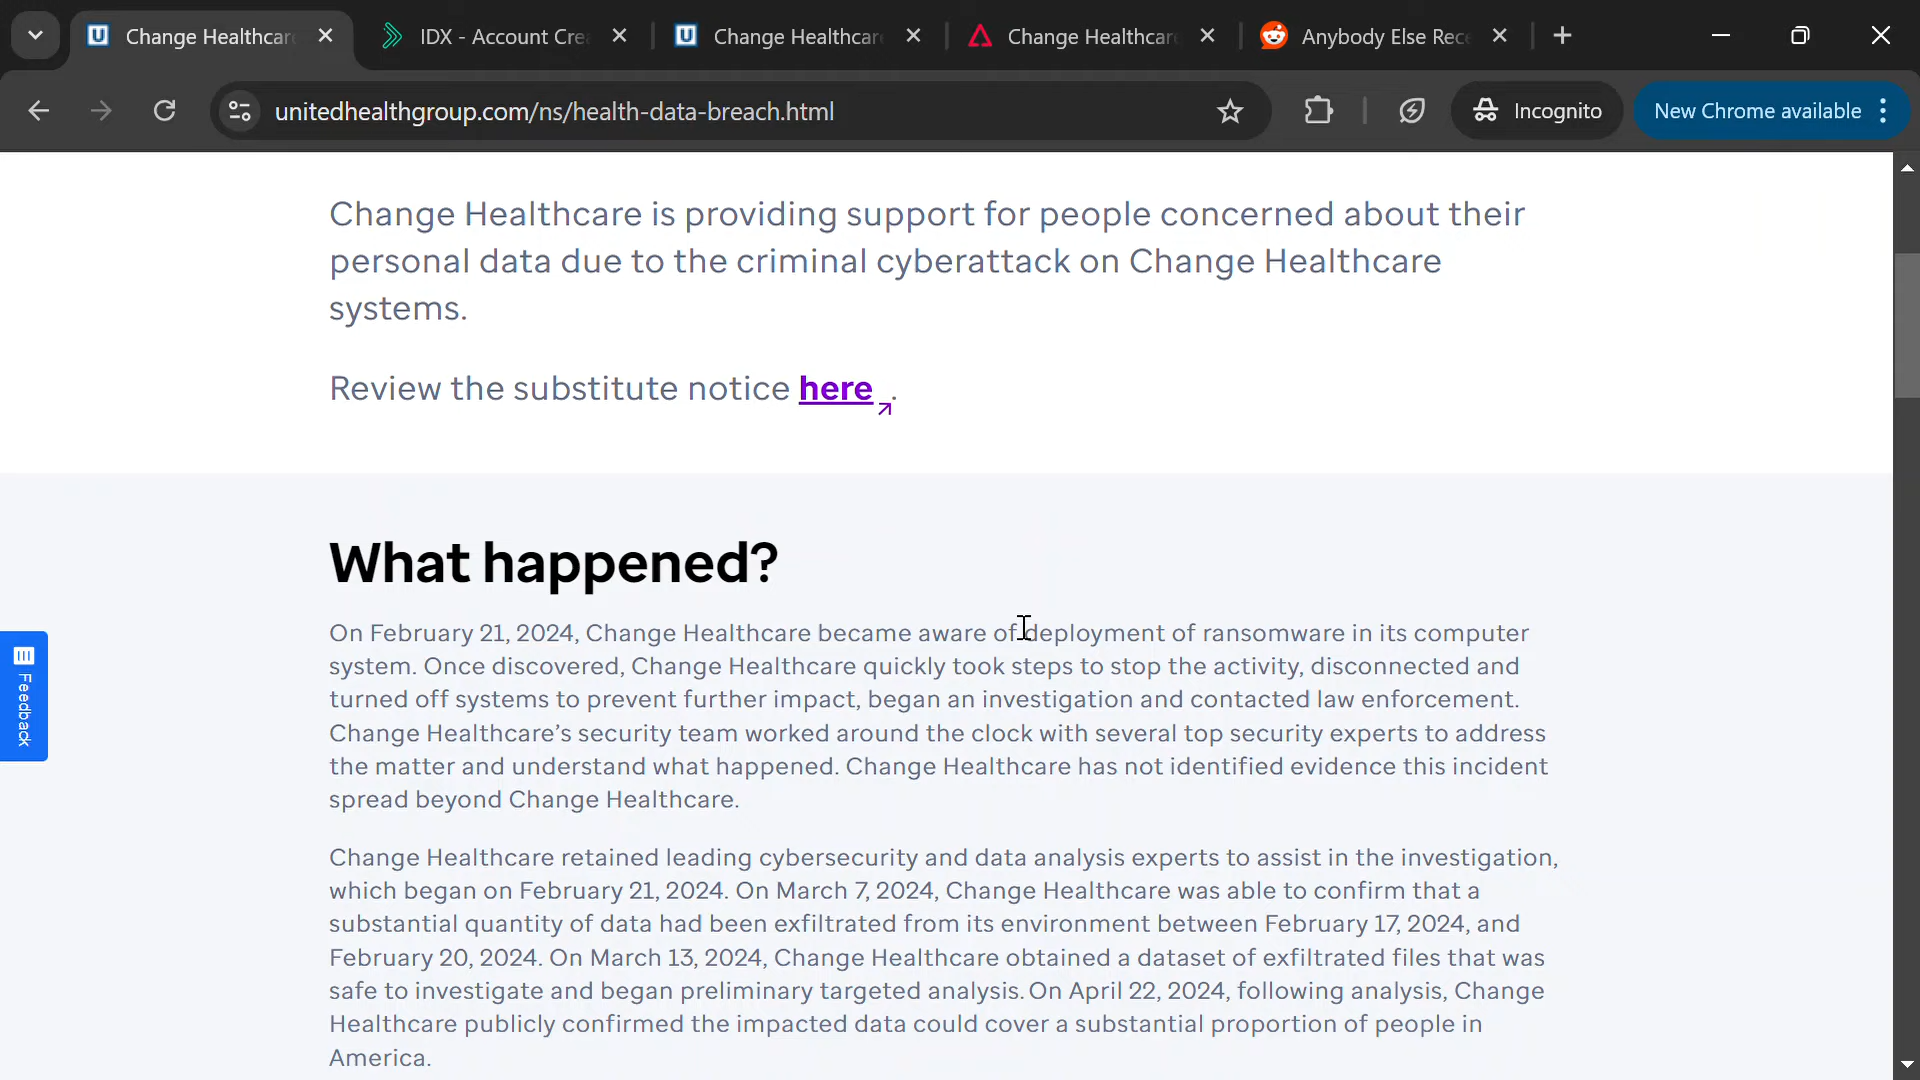 Change Healthcar
IDX - Account Crea
Change Healthcar
Change Healthcar
Anybody Else Rece
unitedhealthgroup.com/ns/health-data-breach.html
Incognito
New Chrome available
Change Healthcare is providing support for people concerned about their
personal data due to the criminal cyberattack on Change Healthcare
systems.
Review the substitute notice here .
What happened?
On February 21, 2024, Change Healthcare became aware of deployment of ransomware in its computer
system. Once discovered, Change Healthcare quickly took steps to stop the activity, disconnected and
turned off systems to prevent further impact, began an investigation and contacted law enforcement.
Change Healthcare’s security team worked around the clock with several top security experts to address
the matter and understand what happened. Change Healthcare has not identified evidence this incident
spread beyond Change Healthcare.
Change Healthcare retained leading cybersecurity and data analysis experts to assist in the investigation,
which began on February 21, 2024. On March 7, 2024, Change Healthcare was able to confirm that a
substantial quantity of data had been exfiltrated from its environment between February 17, 2024, and
February 20, 2024. On March 13, 2024, Change Healthcare obtained a dataset of exfiltrated files that was
safe to investigate and began preliminary targeted analysis. On April 22, 2024, following analysis, Change
Healthcare publicly confirmed the impacted data could cover a substantial proportion of people in
America.
Feedback